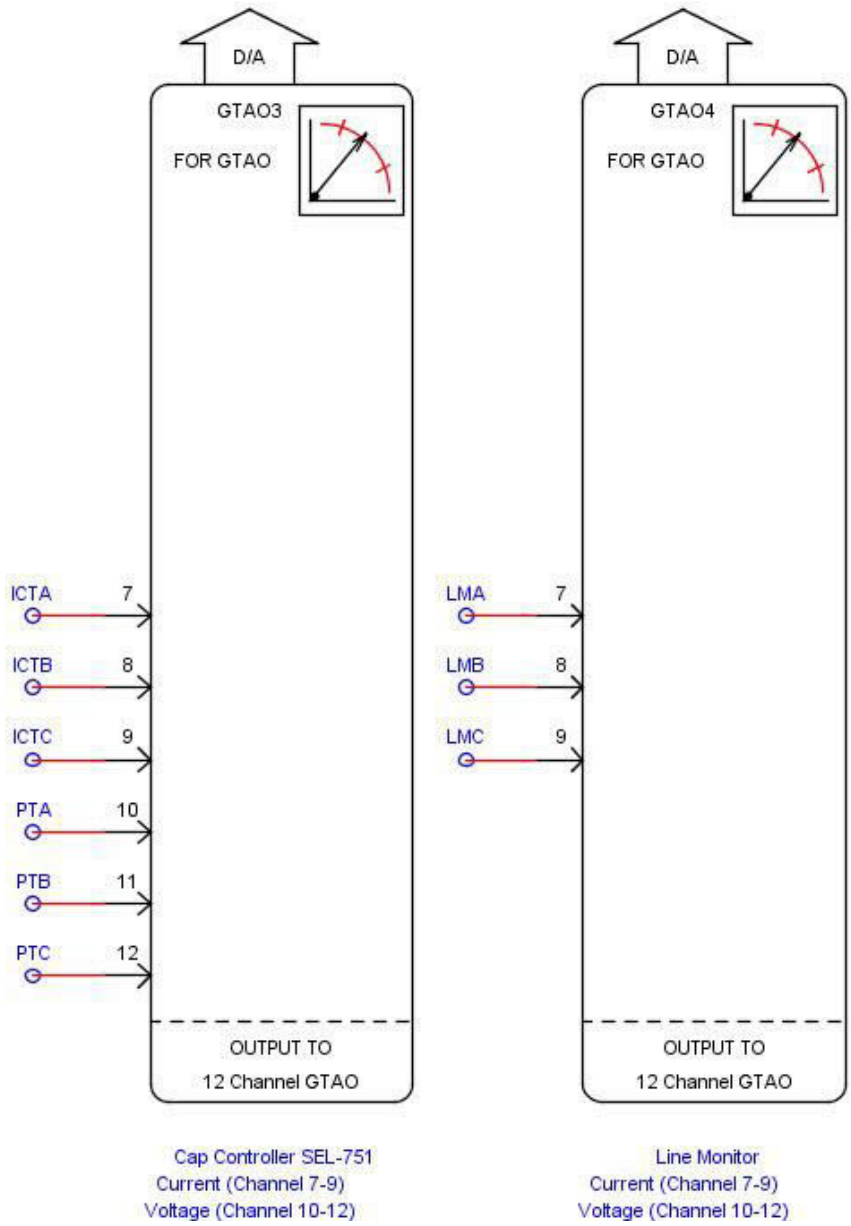 D/A
GTAO3
FOR GTAO
ICTA 7
ICTB 8
ICTC 9
PTA 10
PTB 11
PTC 12
OUTPUT TO
12 Channel GTAO
Cap Controller SEL-751
Current (Channel 7-9)
Voltage (Channel 10-12)
D/A
GTAO4
FOR GTAO
LMA 7
LMB 8
LMC 9
OUTPUT TO
12 Channel GTAO
Line Monitor
Current (Channel 7-9)
Voltage (Channel 10-12)